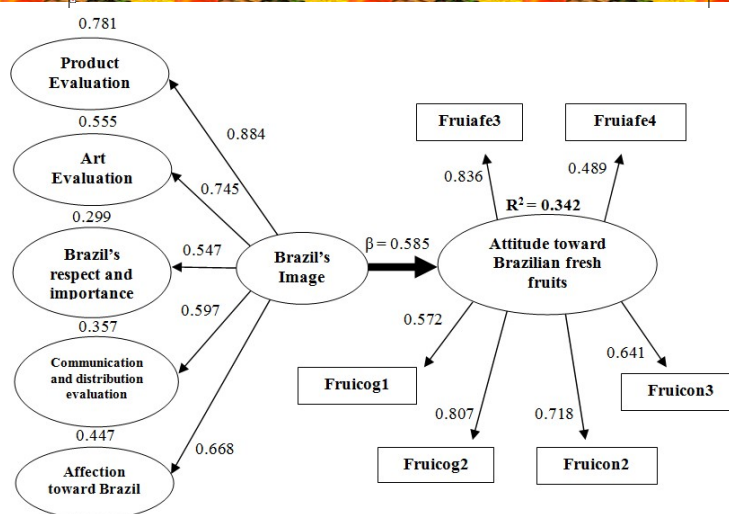 0.781
Product
Evaluation
0.555
Art
Evaluation
0.299
Brazil's
respect and
importance
0.357
Communication
and distribution
evaluation
0.447
Affection
toward Brazil
0.884
0.745
0.547
0.597
0.668
Brazil's
Image
β = 0.585
Fruiafe3
Fruiafe4
0.836
0.489
R² = 0.342
Attitude toward
Brazilian fresh
fruits
0.572
0.807
0.718
0.641
Fruicog1
Fruicog2
Fruicon2
Fruicon3